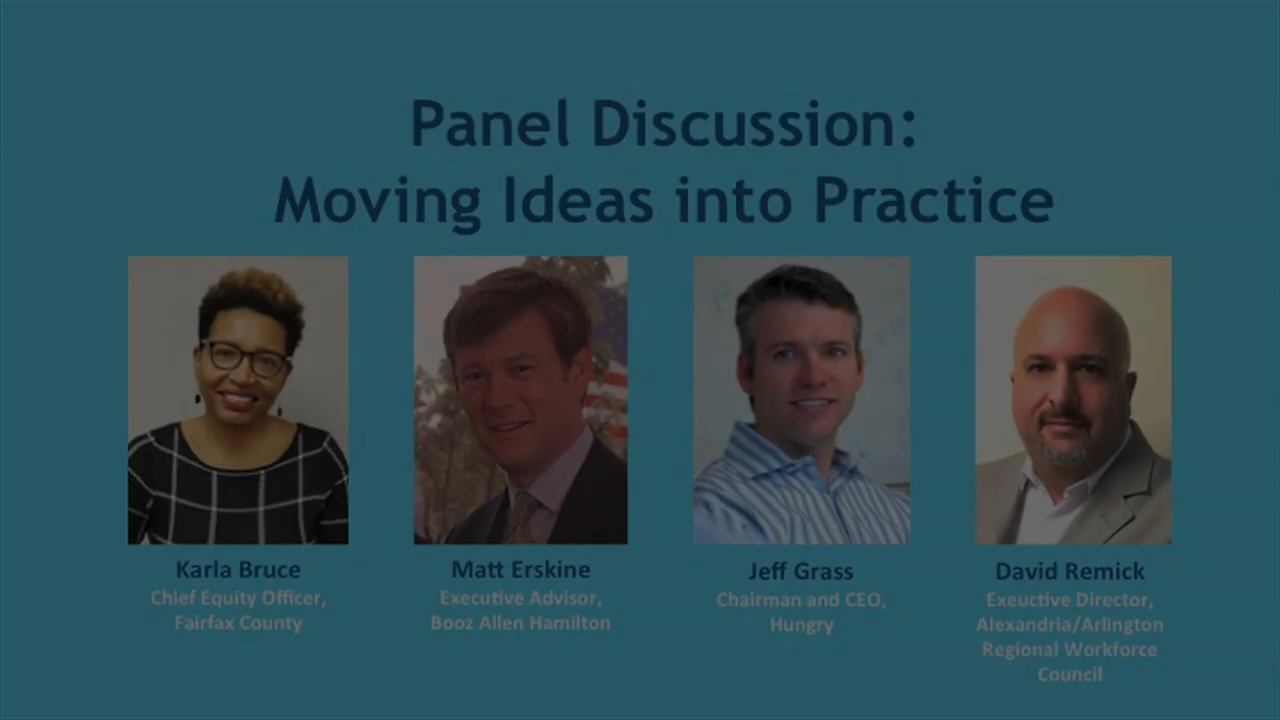 Panel Discussion:
Moving Ideas into Practice
Karla Bruce
Chief Equity Officer,
Fairfax County
Matt Erskine
Executive Advisor,
Booz Allen Hamilton
Jeff Grass
Chairman and CEO,
Hungry
David Remick
Exeuctive Director,
Alexandria/Arlington
Regional Workforce
Council